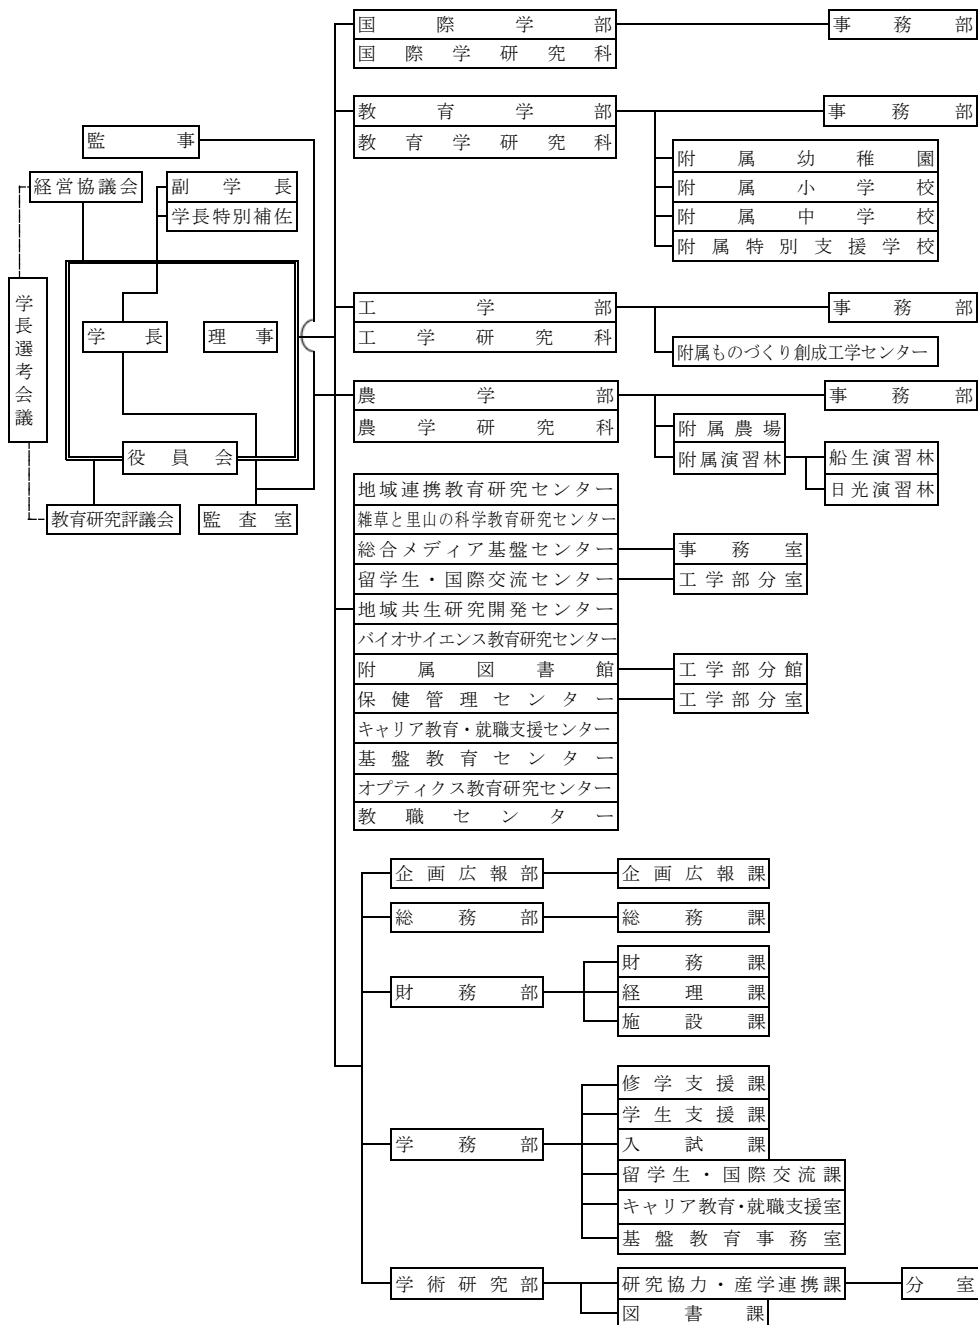 国際学部
事務部
国際学研究科
教育学部
事務部
教育学研究科
附属幼稚園
附属小学校
附属中学校
附属特別支援学校
監事
経営協議会
副学長
学長特別補佐
学長選考会議
学長
理事
役員会
教育研究評議会
監査室
工学部
事務部
工学研究科
附属ものづくり創成工学センター
農学部
事務部
農学研究科
附属農場
附属演習林
船生演習林
日光演習林
地域連携教育研究センター
雑草と里山の科学教育研究センター
総合メディア基盤センター
事務室
留学生・国際交流センター
工学部分室
地域共生研究開発センター
バイオサイエンス教育研究センター
附属図書館
工学部分館
保健管理センター
工学部分室
キャリア教育・就職支援センター
基盤教育センター
オプティクス教育研究センター
教職センター
企画広報部
企画広報課
総務部
総務課
財務部
財務課
経理課
施設課
学務部
修学支援課
学生支援課
入試課
留学生・国際交流課
キャリア教育・就職支援室
基盤教育事務室
学術研究部
研究協力・産学連携課
分室
図書課